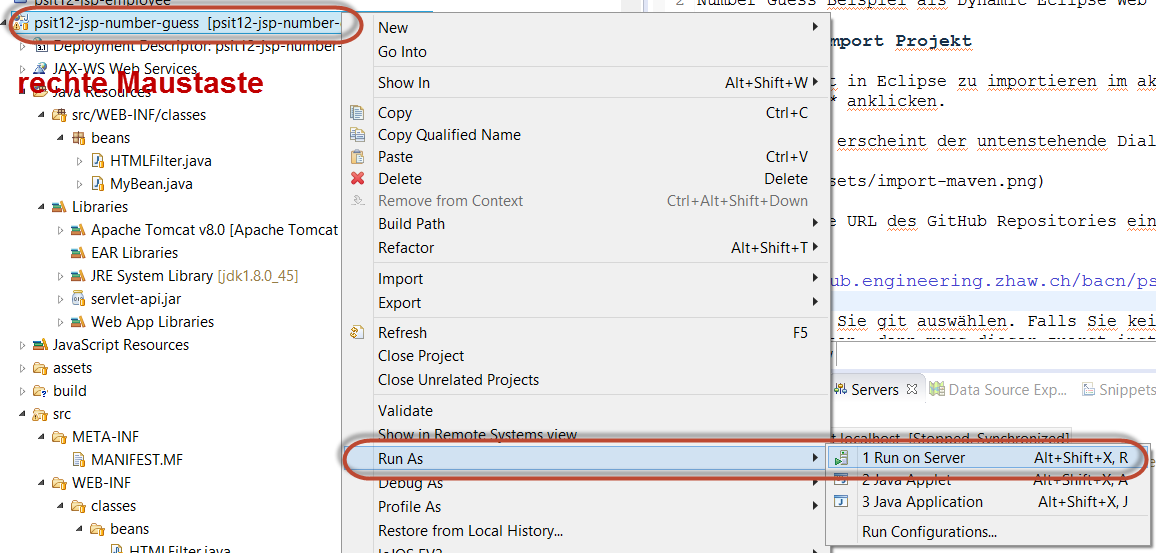 psit12-jsp-employee
psit12-jsp-number-guess [psit12-jsp-number-
Deployment Descriptor: psit12-jsp-number-
JAX-WS Web Services
rechte Maustaste
Java Resources
src/WEB-INF/classes
beans
HTMLFilter.java
MyBean.java
Libraries
Apache Tomcat v8.0 [Apache Tomcat
EAR Libraries
JRE System Library [jdk1.8.0_45]
servlet-api.jar
Web App Libraries
JavaScript Resources
assets
build
src
META-INF
MANIFEST.MF
WEB-INF
classes
beans
HTMLFilter.java
New
Go Into
Show In Alt+Shift+W
Copy Ctrl+C
Copy Qualified Name
Paste Ctrl+V
Delete Delete
Remove from Context Ctrl+Alt+Shift+Down
Build Path
Refactor Alt+Shift+T
Import
Export
Refresh F5
Close Project
Close Unrelated Projects
Validate
Show in Remote Systems view
Run As
Debug As
Profile As
Restore from Local History...
1 Run on Server Alt+Shift+X, R
2 Java Applet Alt+Shift+X, A
3 Java Application Alt+Shift+X, J
Run Configurations...
2 Number Guess Beispiel als Dynamic Eclipse Web
mport Projekt
t in Eclipse zu importieren im ak
* anklicken.
erscheint der untenstehende Dial
sets/import-maven.png)
e URL des GitHub Repositories ein
ub.engineering.zhaw.ch/bacn/ps
Sie git auswählen. Falls Sie kei
Servers
Data Source Exp...
Snippets
localhost [Stopped, Synchronized]